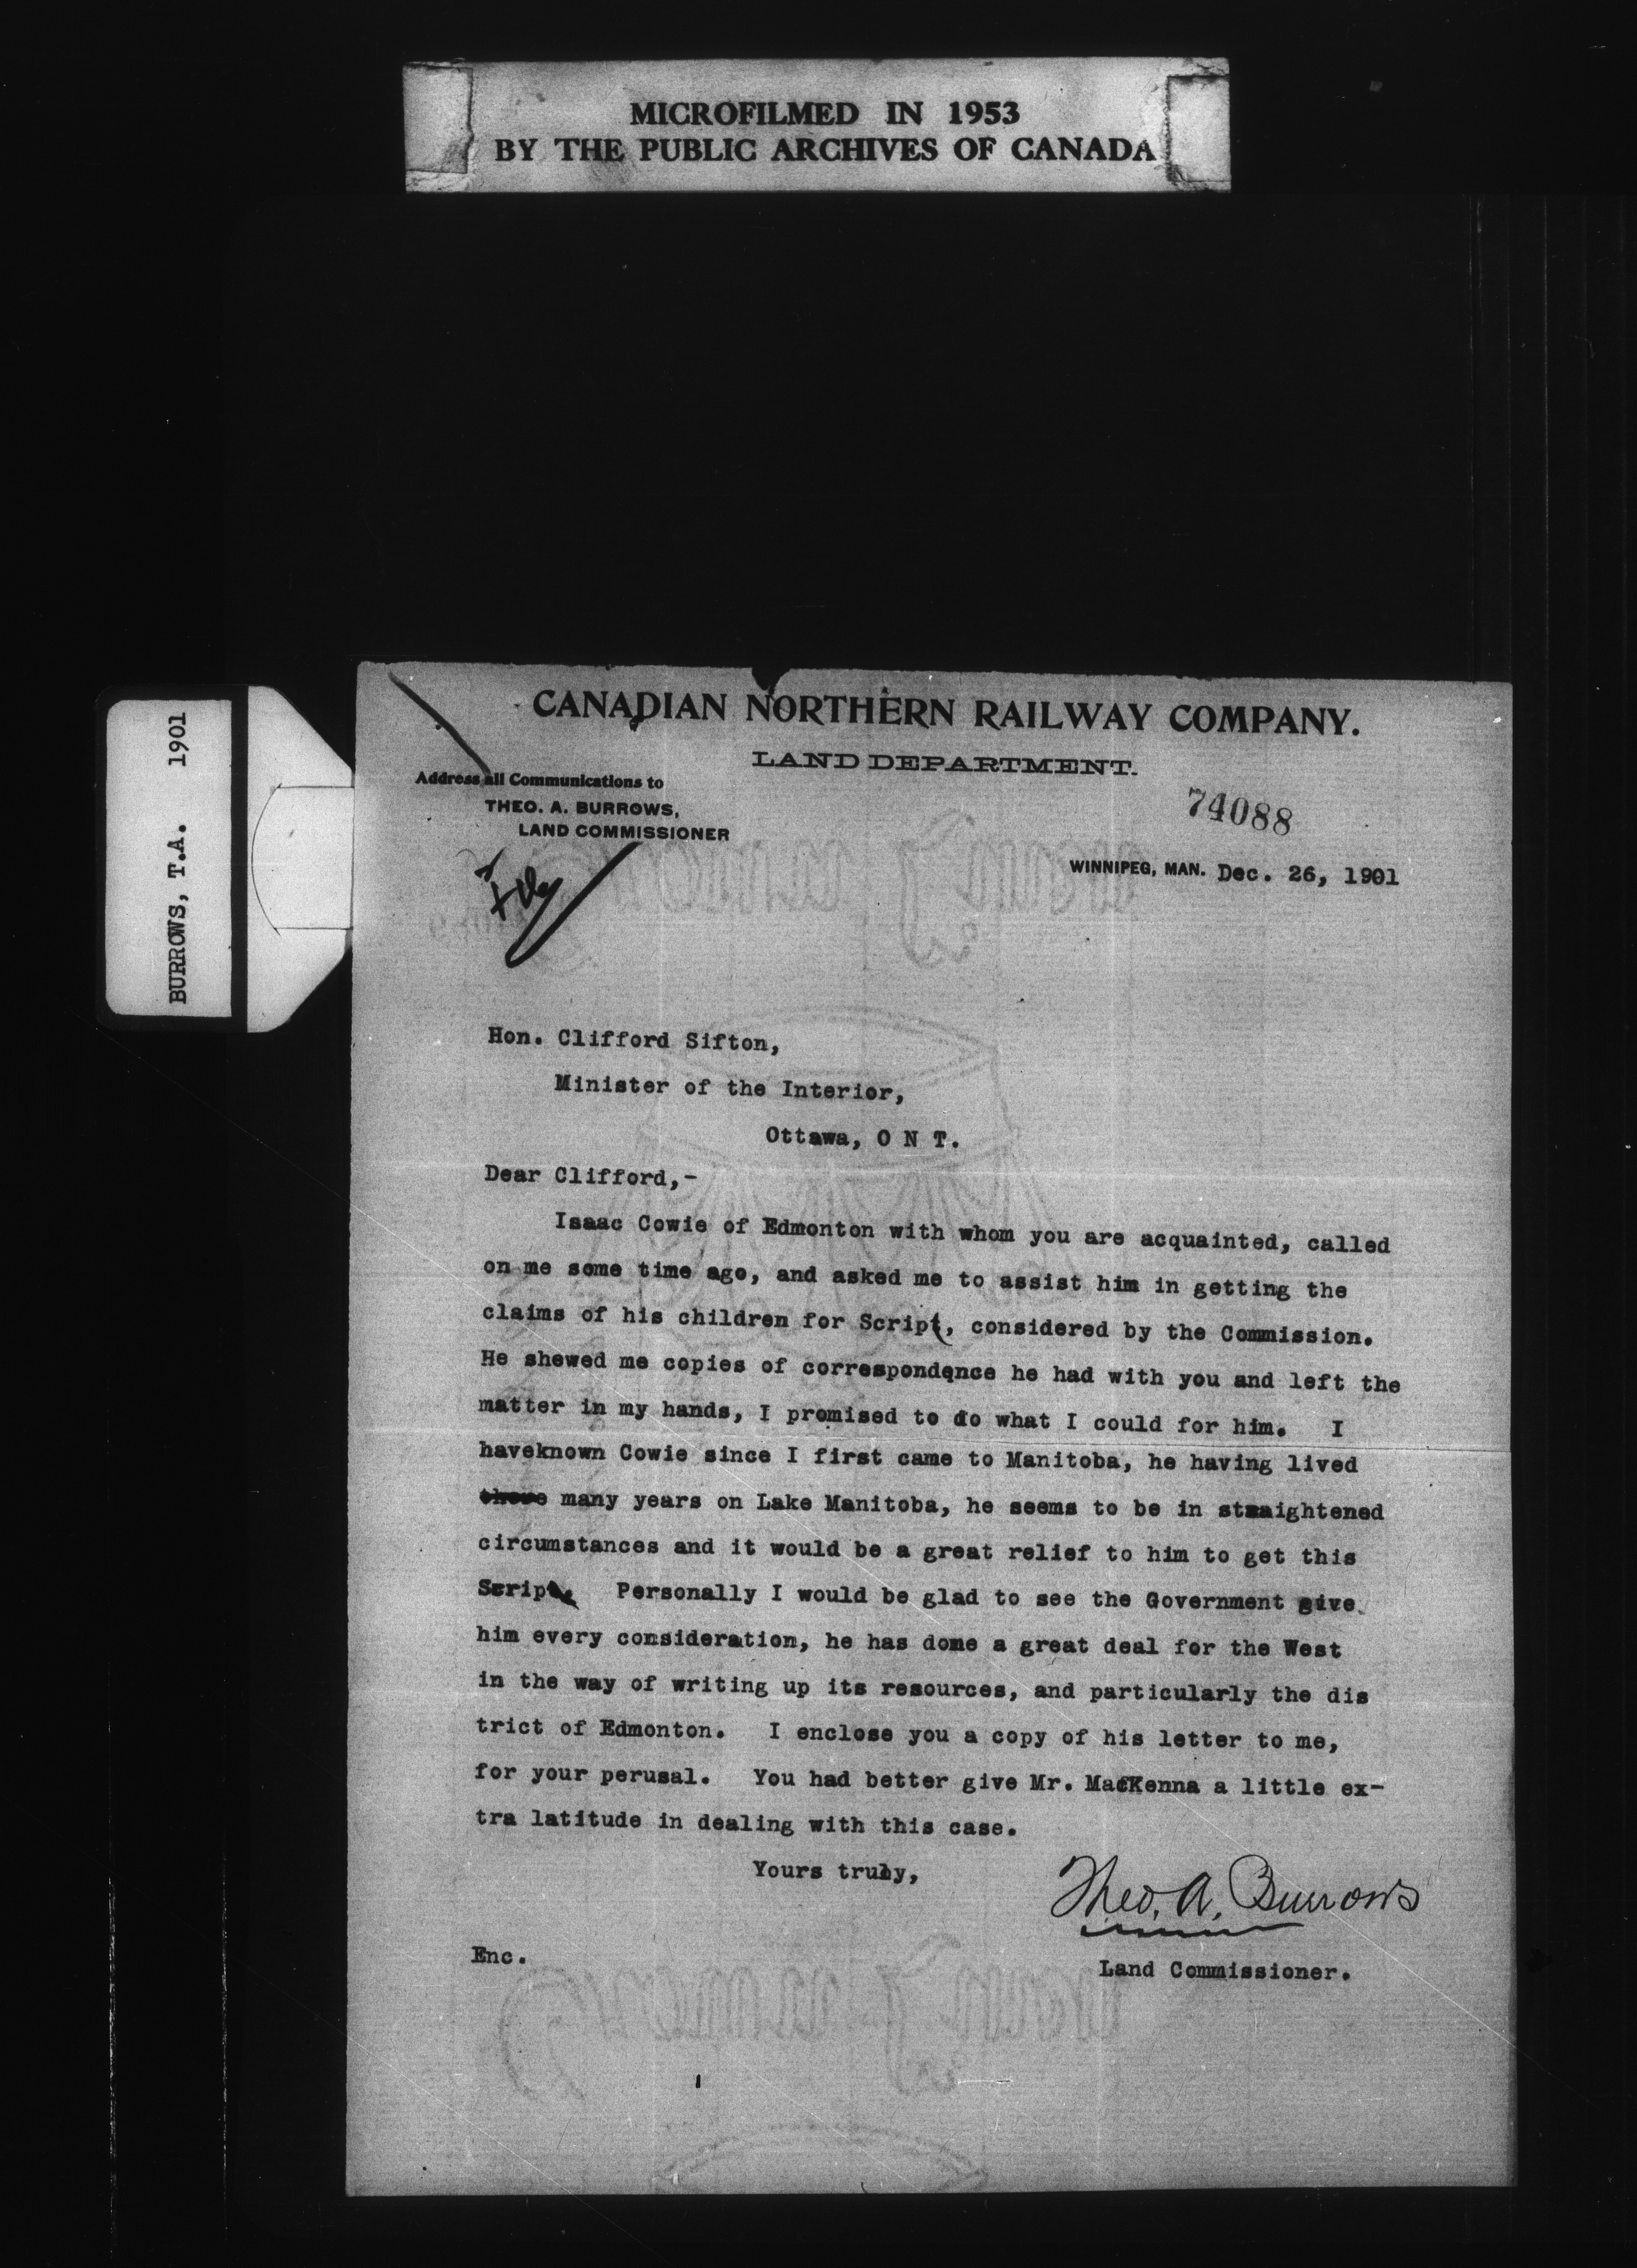 MICROFILMED IN 1953
BY THE PUBLIC ARCHIVES OF CANADA
BURROWS, T.A. 1901
CANADIAN NORTHERN RAILWAY COMPANY.
LAND DEPARTMENT.
Address all Communications to
THEO. A. BURROWS,
LAND COMMISSIONER
74088
WINNIPEG, MAN. Dec. 26, 1901
Hon. Clifford Sifton,
Minister of the Interior,
Ottawa, O N T.
Dear Clifford,-
Isaac Cowie of Edmonton with whom you are acquainted, called
on me some time ago, and asked me to assist him in getting the
claims of his children for Script, considered by the Commission.
He shewed me copies of correspondence he had with you and left the
matter in my hands, I promised to do what I could for him. I
haveknown Cowie since I first came to Manitoba, he having lived
there many years on Lake Manitoba, he seems to be in straightened
circumstances and it would be a great relief to him to get this
Script. Personally I would be glad to see the Government give
him every consideration, he has done a great deal for the West
in the way of writing up its resources, and particularly the dis
trict of Edmonton. I enclose you a copy of his letter to me,
for your perusal. You had better give Mr. MacKenna a little ex-
tra latitude in dealing with this case.
Yours truly,
Theo. A. Burrows
Enc.
Land Commissioner.